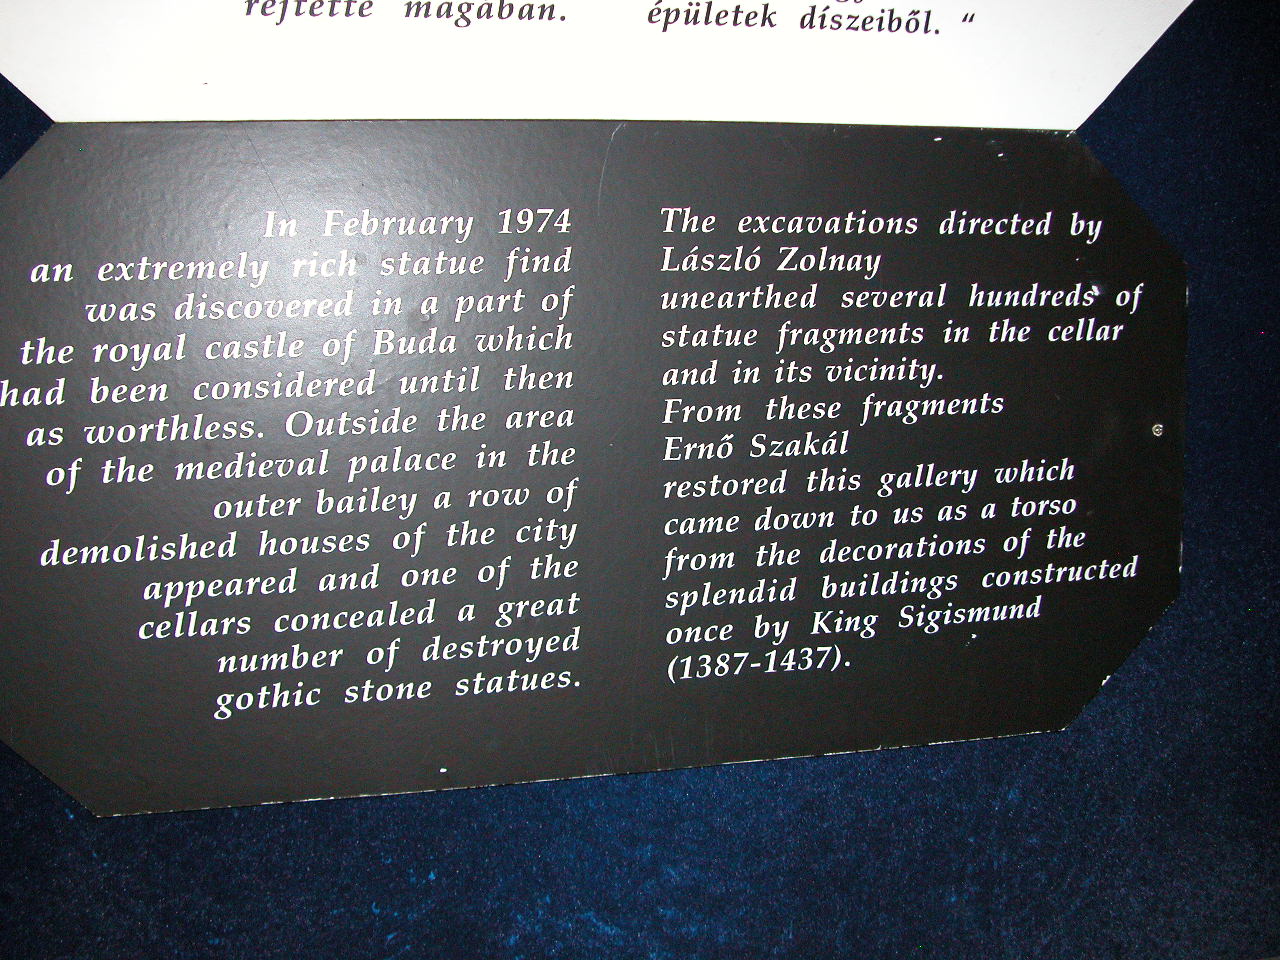 rejtette magában.
épületek díszeiből. “
In February 1974
an extremely rich statue find
was discovered in a part of
the royal castle of Buda which
had been considered until then
as worthless. Outside the area
of the medieval palace in the
outer bailey a row of
demolished houses of the city
appeared and one of the
cellars concealed a great
number of destroyed
gothic stone statues.
The excavations directed by
László Zolnay
unearthed several hundreds of
statue fragments in the cellar
and in its vicinity.
From these fragments
Ernő Szakál
restored this gallery which
came down to us as a torso
from the decorations of the
splendid buildings constructed
once by King Sigismund
(1387-1437).